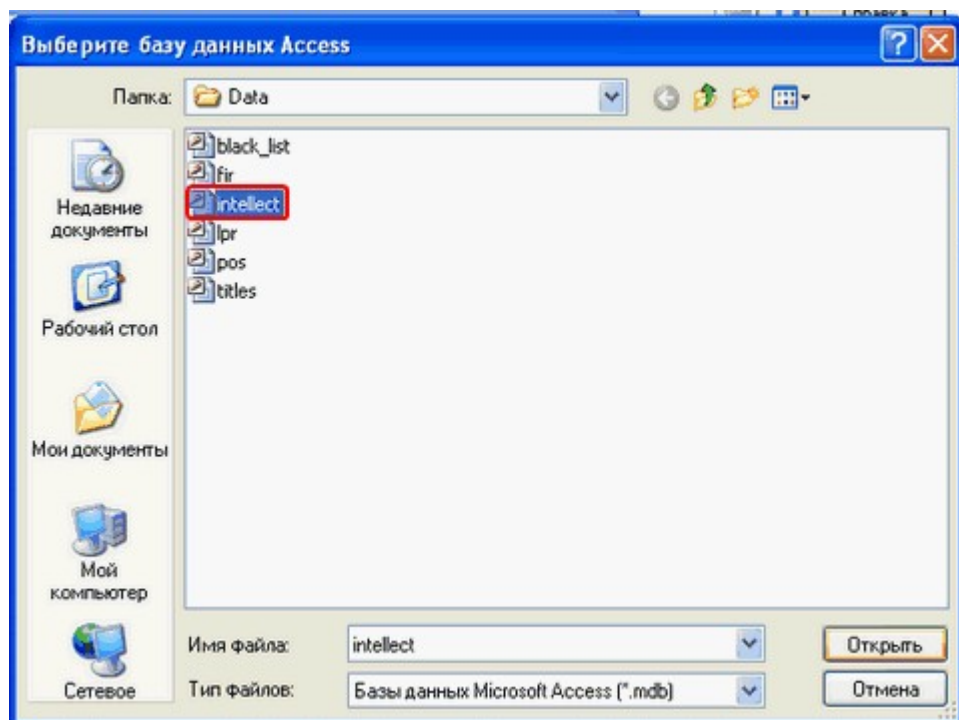 Выберите базу данных Access
Папка:
Data
black_list
fir
intellect
lpr
pos
titles
Недавние
документы
Рабочий стол
Мои документы
Мой
компьютер
Сетевое
Имя файла:
intellect
Открыть
Тип файлов:
Базы данных Microsoft Access (*.mdb)
Отмена